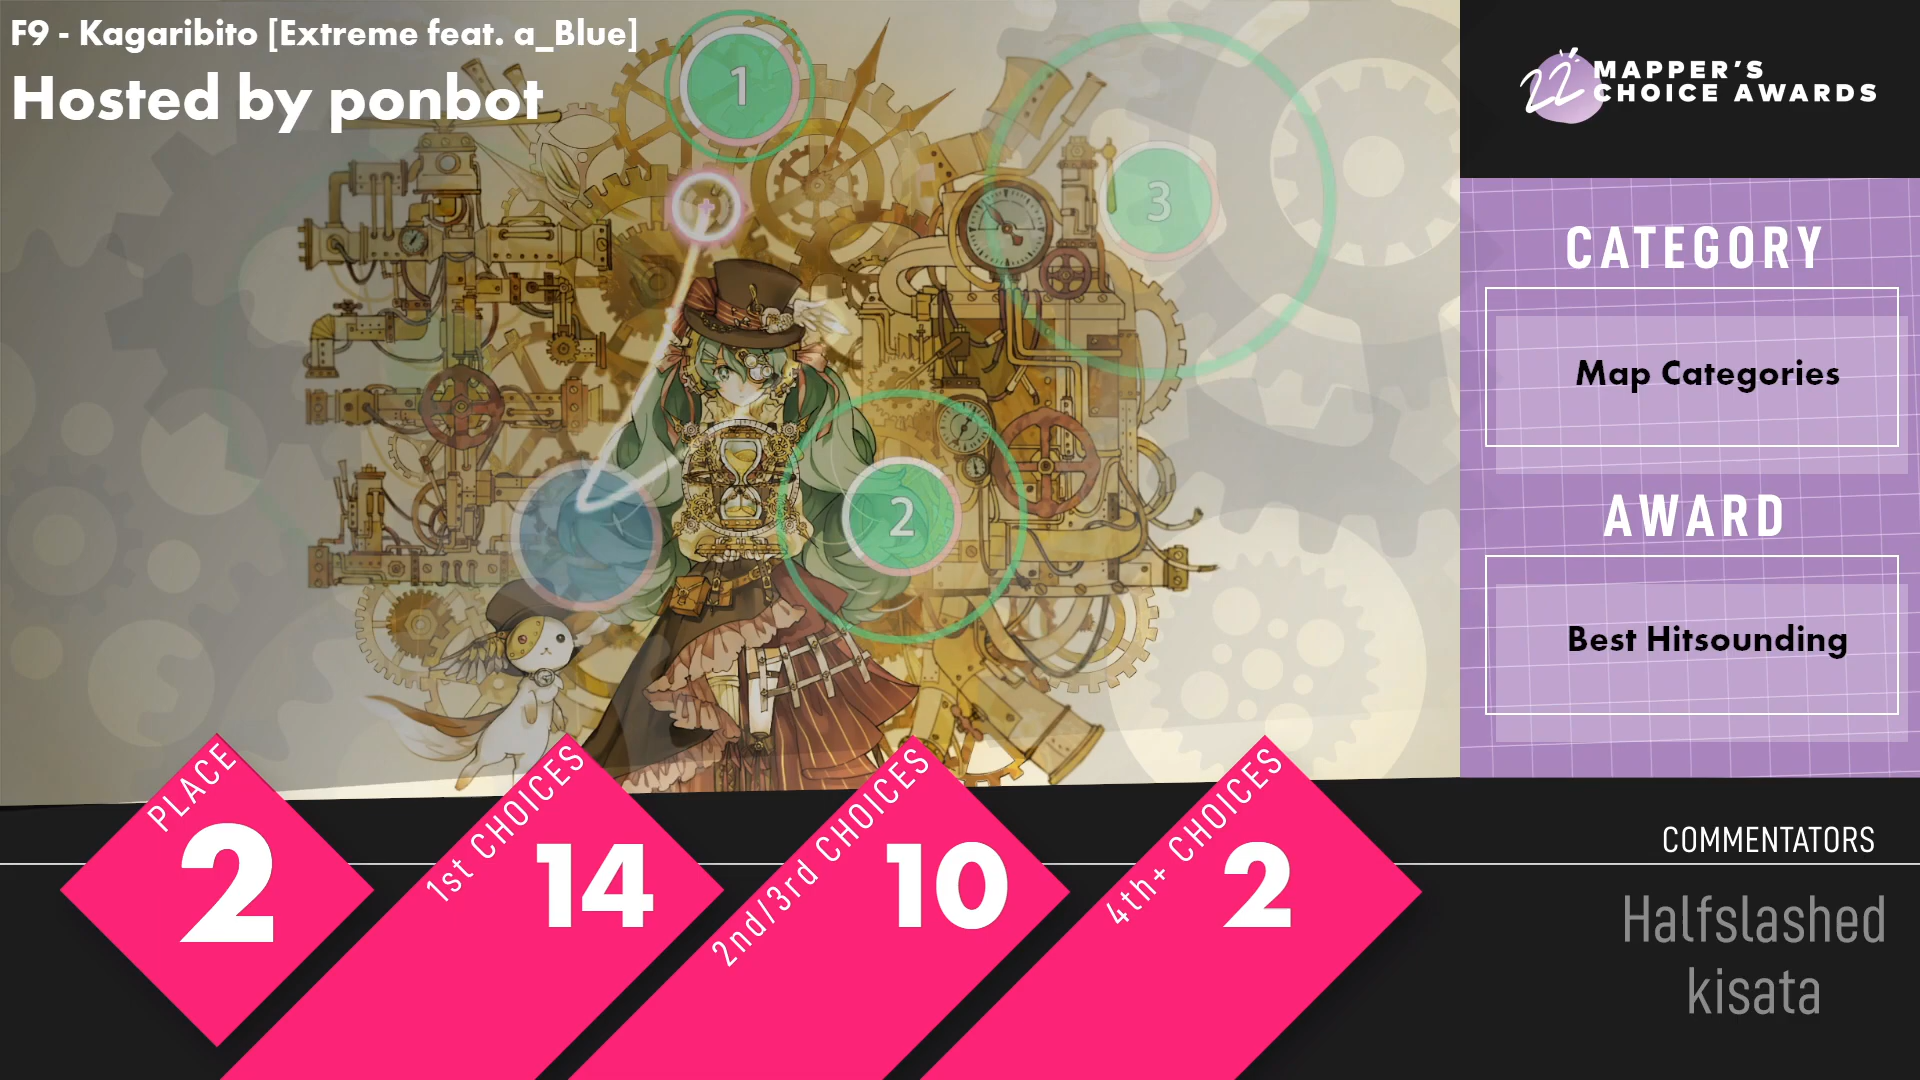 F9 - Kagaribito [Extreme feat. a_Blue]
Hosted by ponbot
1
2
3
22 MAPPER'S
CHOICE AWARDS
CATEGORY
Map Categories
AWARD
Best Hitsounding
PLACE
2
1st CHOICES
14
2nd/3rd CHOICES
10
4th+ CHOICES
2
COMMENTATORS
Halfslashed
kisata